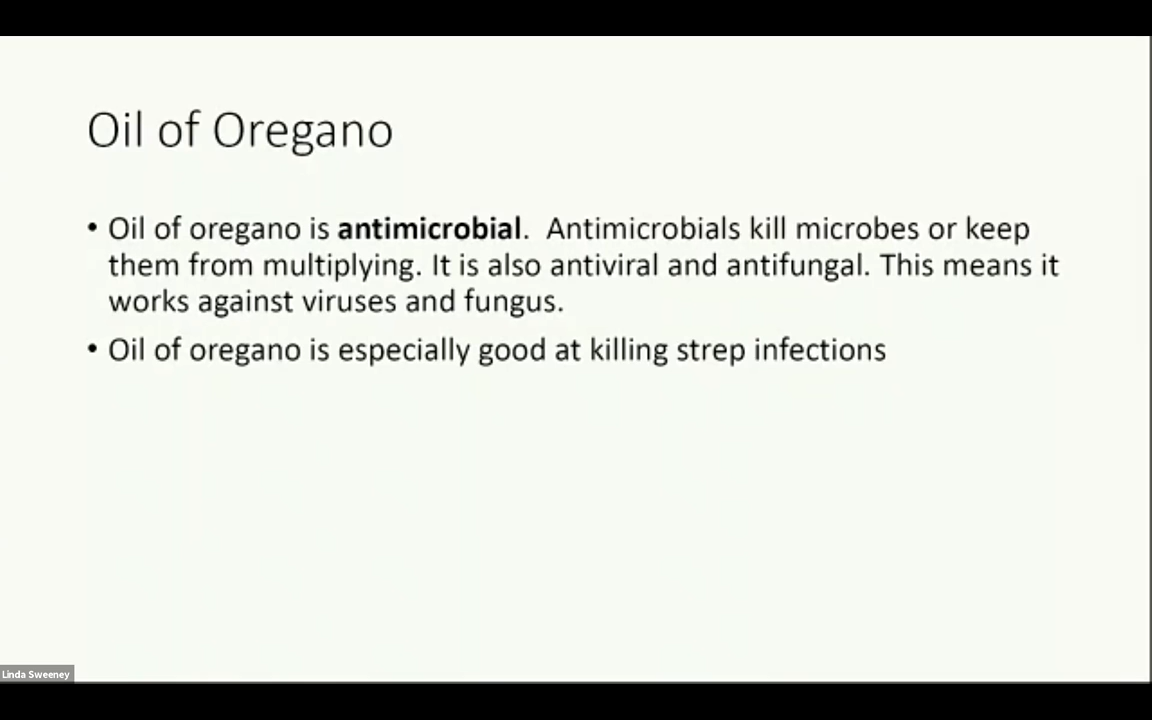 Oil of Oregano
• Oil of oregano is antimicrobial.  Antimicrobials kill microbes or keep
them from multiplying. It is also antiviral and antifungal. This means it
works against viruses and fungus.
• Oil of oregano is especially good at killing strep infections
Linda Sweeney